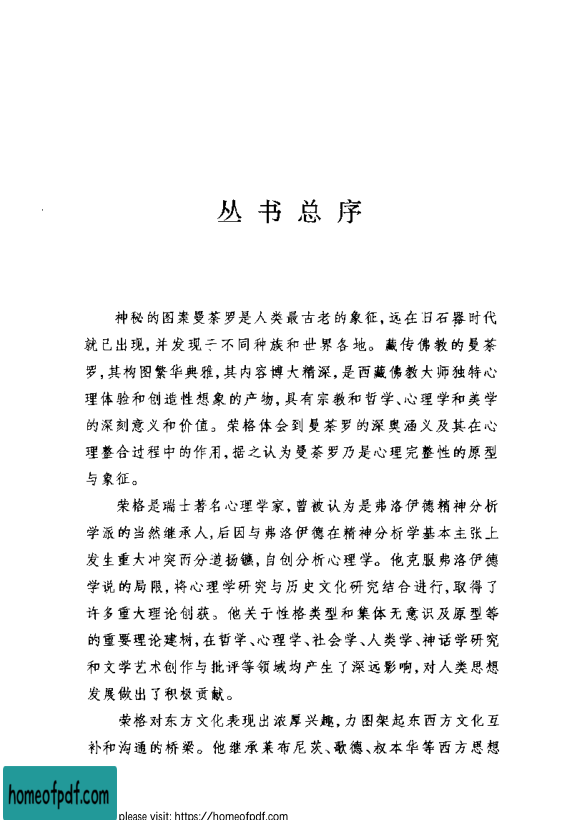 丛书总序
神秘的图案曼荼罗是人类最古老的象征,远在旧石器时代
就已出现,并发现于不同种族和世界各地。藏传佛教的曼荼
罗,其构图繁华典雅,其内容博大精深,是西藏佛教大师独特心
理体验和创造性想象的产物,具有宗教和哲学、心理学和美学
的深刻意义和价值。荣格体会到曼荼罗的深奥涵义及其在心
理整合过程中的作用,据之认为曼荼罗乃是心理完整性的原型
与象征。
荣格是瑞士著名心理学家,曾被认为是弗洛伊德精神分析
学派的当然继承人,后因与弗洛伊德在精神分析学基本主张上
发生重大冲突而分道扬镳,自创分析心理学。他克服弗洛伊德
学说的局限,将心理学研究与历史文化研究结合进行,取得了
许多重大理论创获。他关于性格类型和集体无意识及原型等
的重要理论建树,在哲学、心理学、社会学、人类学、神话学研究
和文学艺术创作与批评等领域均产生了深远影响,对人类思想
发展做出了积极贡献。
荣格对东方文化表现出浓厚兴趣,力图架起东西方文化互
补和沟通的桥梁。他继承莱布尼茨、歌德、叔本华等西方思想
homeofpdf.com
please visit: https://homeofpdf.com